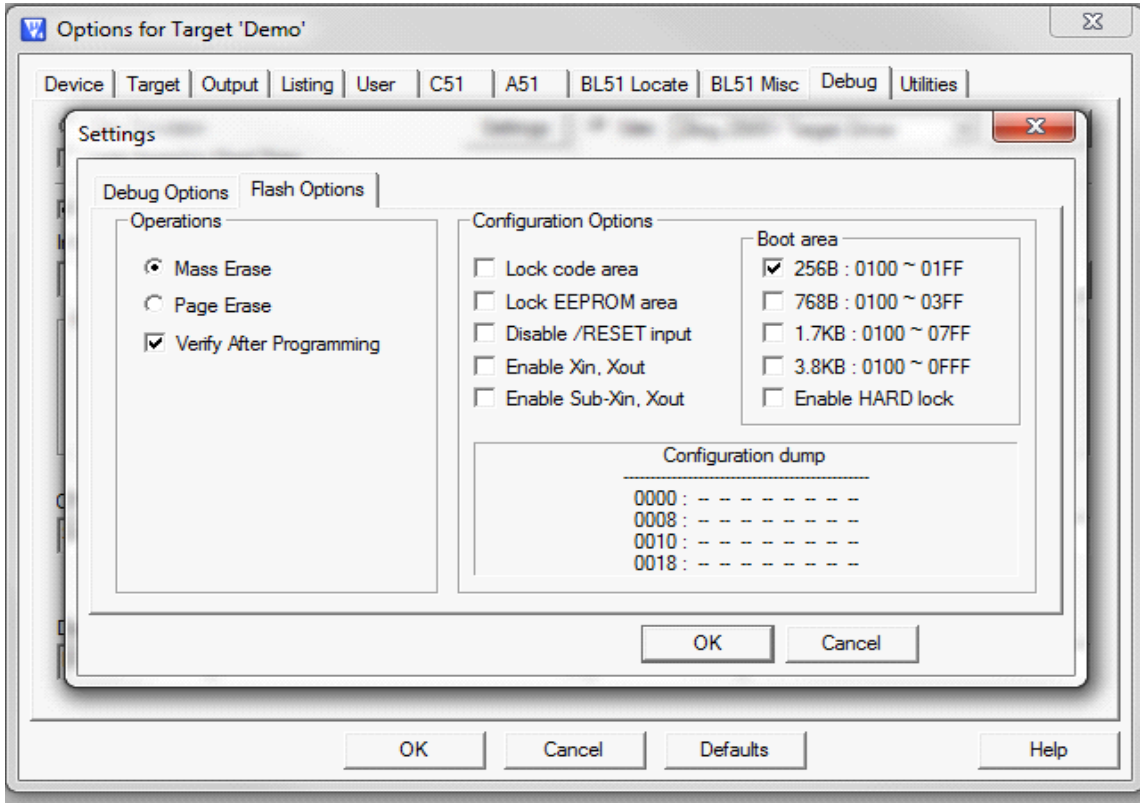 Options for Target 'Demo'
Device Target Output Listing User C51 A51 BL51 Locate BL51 Misc Debug Utilities
Settings
Debug Options Flash Options
Operations
Mass Erase
Page Erase
Verify After Programming
Configuration Options
Lock code area
Lock EEPROM area
Disable /RESET input
Enable Xin, Xout
Enable Sub-Xin, Xout
Boot area
256B : 0100 ~ 01FF
768B : 0100 ~ 03FF
1.7KB : 0100 ~ 07FF
3.8KB : 0100 ~ 0FFF
Enable HARD lock
Configuration dump
--------------------------------------------------
0000 : -- -- -- -- -- -- -- --
0008 : -- -- -- -- -- -- -- --
0010 : -- -- -- -- -- -- -- --
0018 : -- -- -- -- -- -- -- --
OK Cancel
OK Cancel Defaults Help